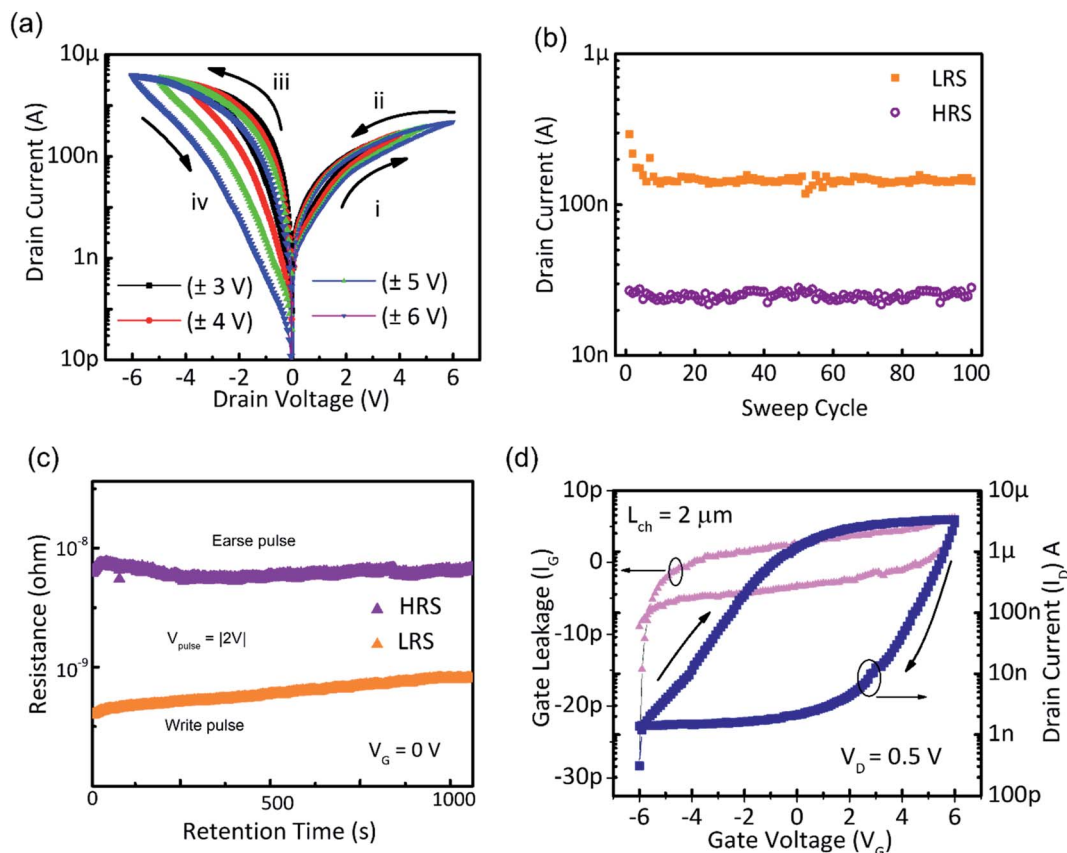 (a)
10μ
100n
1n
10p
Drain Current (A)
iii
ii
iv
i
(± 3 V)
(± 5 V)
(± 4 V)
(± 6 V)
-6 -4 -2 0 2 4 6
Drain Voltage (V)
(b)
1μ
100n
10n
Drain Current (A)
LRS
HRS
0 20 40 60 80 100
Sweep Cycle
(c)
10⁻⁸
10⁻⁹
Resistance (ohm)
Earse pulse
HRS
LRS
Vpulse = |2V|
Write pulse
VG = 0 V
0 500 1000
Retention Time (s)
(d)
10p
0
-10p
-20p
-30p
Gate Leakage (IG)
Lch = 2 μm
VD = 0.5 V
10μ
1μ
100n
10n
1n
100p
Drain Current (ID) A
-6 -4 -2 0 2 4 6
Gate Voltage (VG)